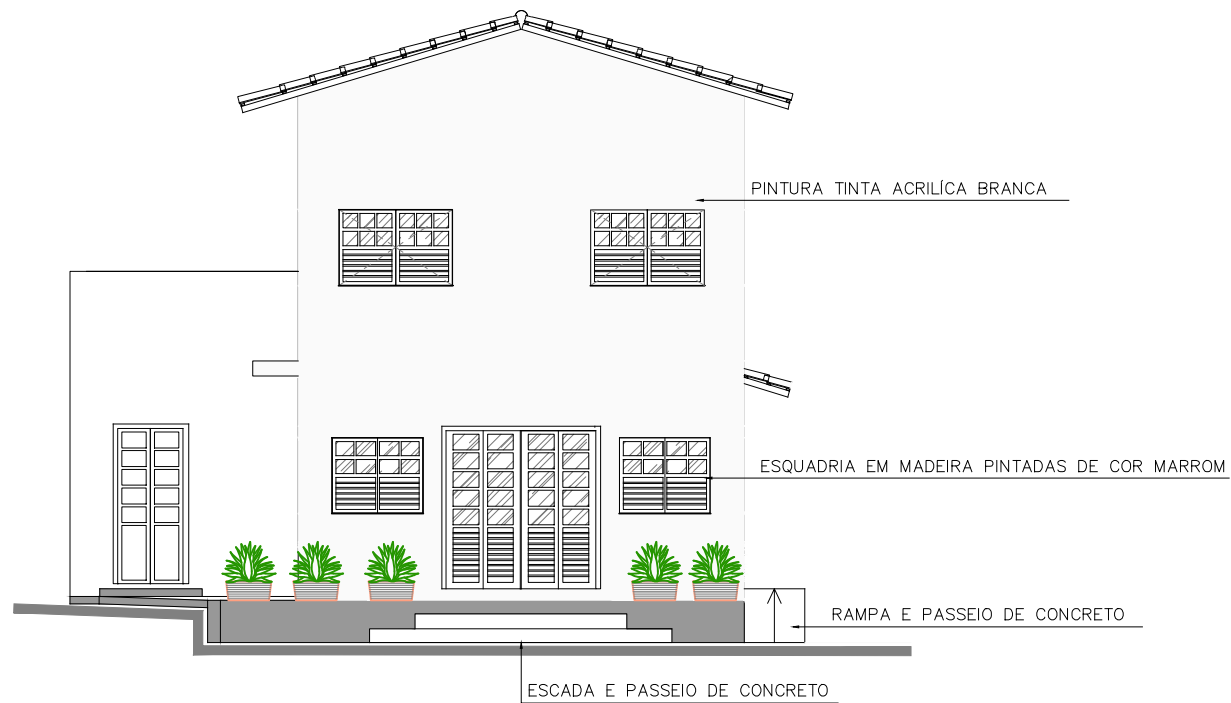 PINTURA TINTA ACRILÍCA BRANCA
ESQUADRIA EM MADEIRA PINTADAS DE COR MARROM
RAMPA E PASSEIO DE CONCRETO
ESCADA E PASSEIO DE CONCRETO